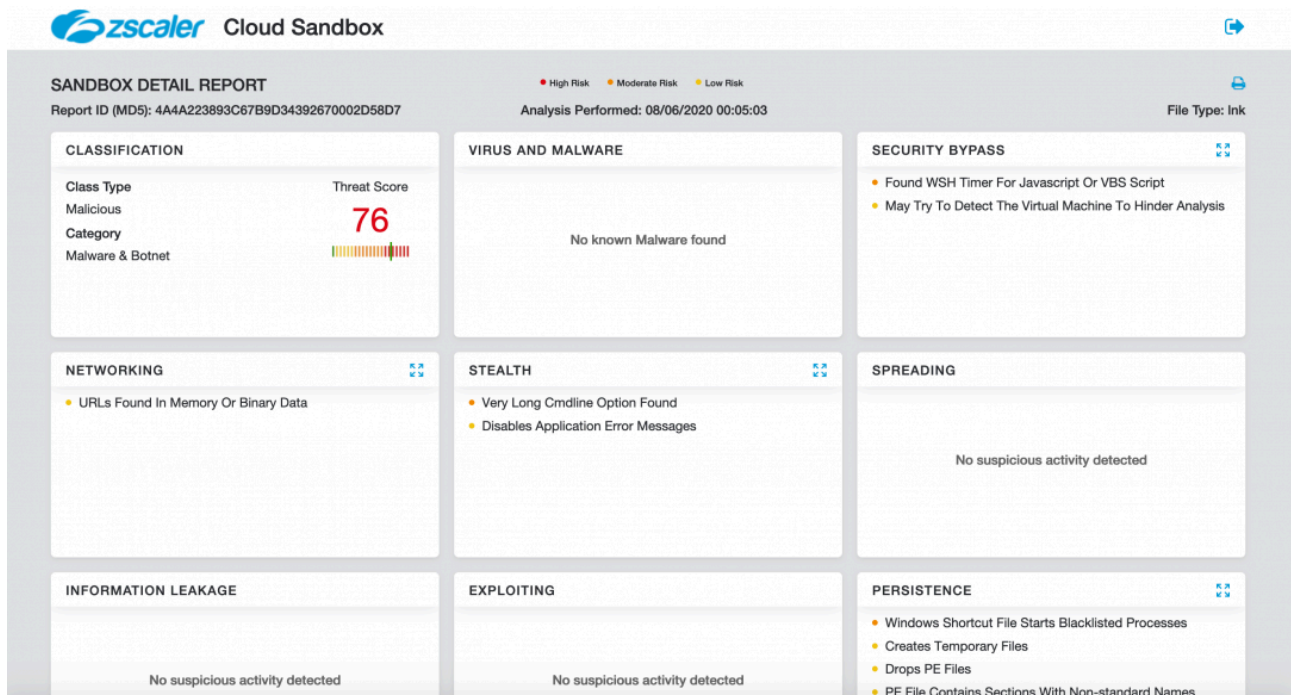 zscaler Cloud Sandbox
SANDBOX DETAIL REPORT
High Risk Moderate Risk Low Risk
Report ID (MD5): 4A4A223893C67B9D34392670002D58D7
Analysis Performed: 08/06/2020 00:05:03
File Type: lnk
CLASSIFICATION
Class Type
Threat Score
Malicious
76
Category
Malware & Botnet
VIRUS AND MALWARE
No known Malware found
SECURITY BYPASS
Found WSH Timer For Javascript Or VBS Script
May Try To Detect The Virtual Machine To Hinder Analysis
NETWORKING
URLs Found In Memory Or Binary Data
STEALTH
Very Long Cmdline Option Found
Disables Application Error Messages
SPREADING
No suspicious activity detected
INFORMATION LEAKAGE
No suspicious activity detected
EXPLOITING
No suspicious activity detected
PERSISTENCE
Windows Shortcut File Starts Blacklisted Processes
Creates Temporary Files
Drops PE Files
PE File Contains Sections With Non-standard Names